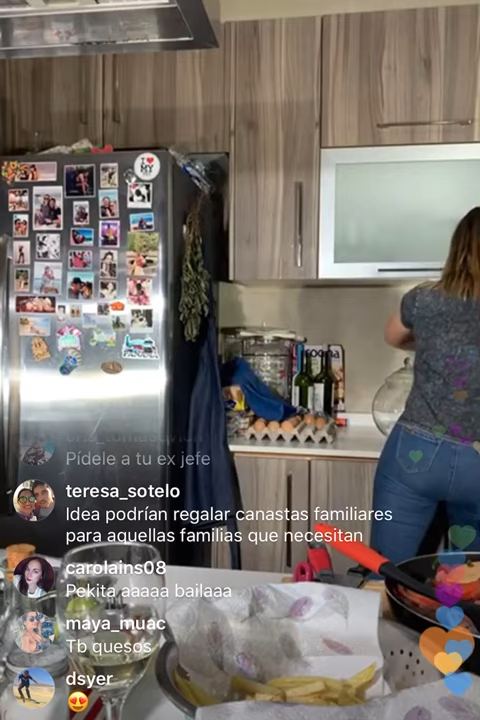 I ❤ MY
Pídele a tu ex jefe
teresa_sotelo
Idea podrían regalar canastas familiares
para aquellas familias que necesitan
carolains08
Pekita aaaaa bailaaa
maya_muac
Tb quesos
dsyer
😍